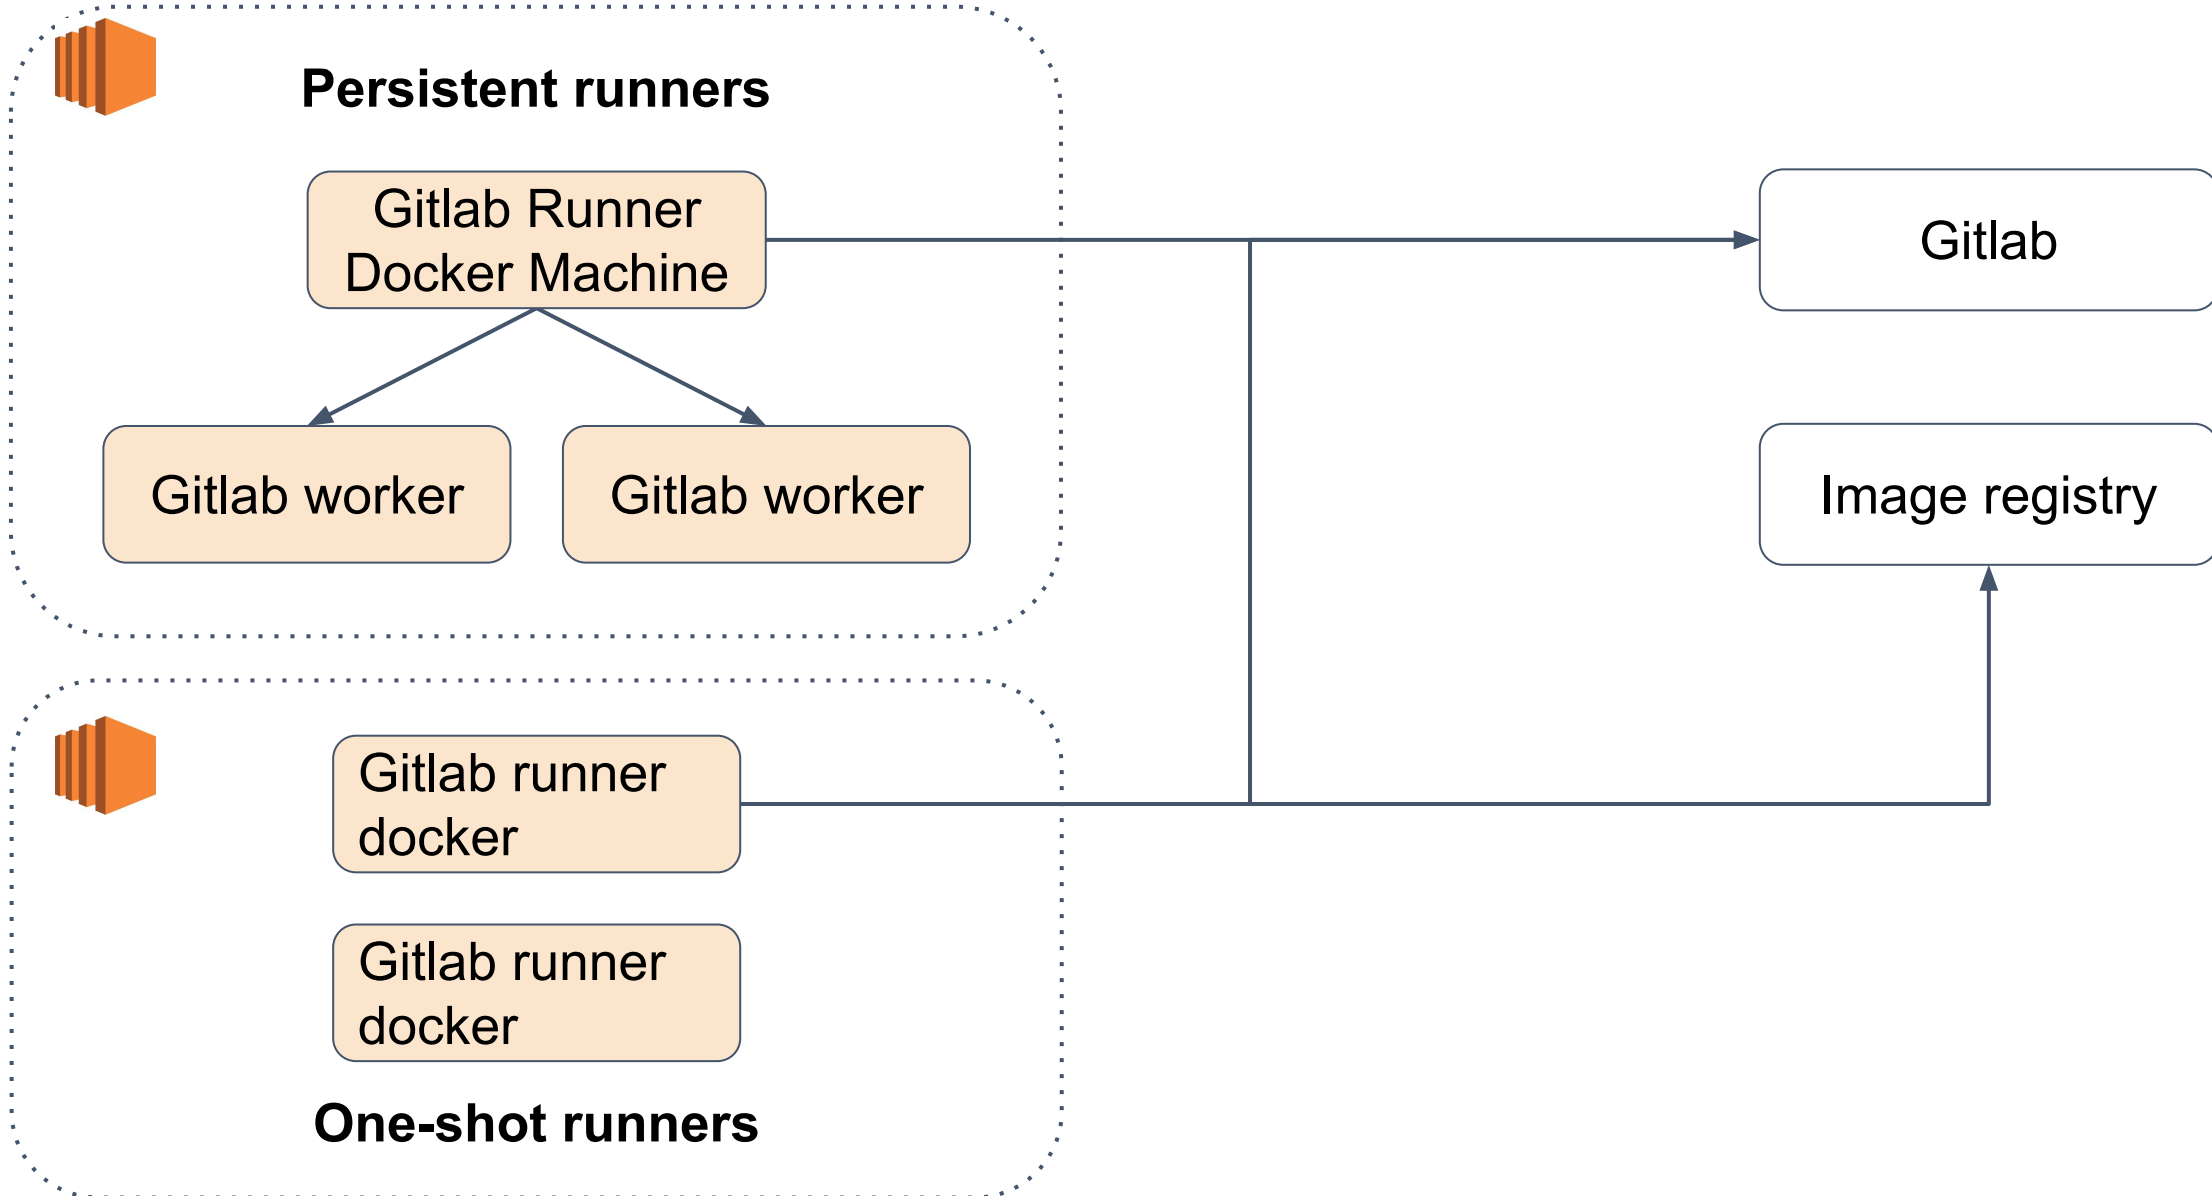 Persistent runners
Gitlab Runner
Docker Machine
Gitlab worker
Gitlab worker
Gitlab
Image registry
Gitlab runner
docker
Gitlab runner
docker
One-shot runners